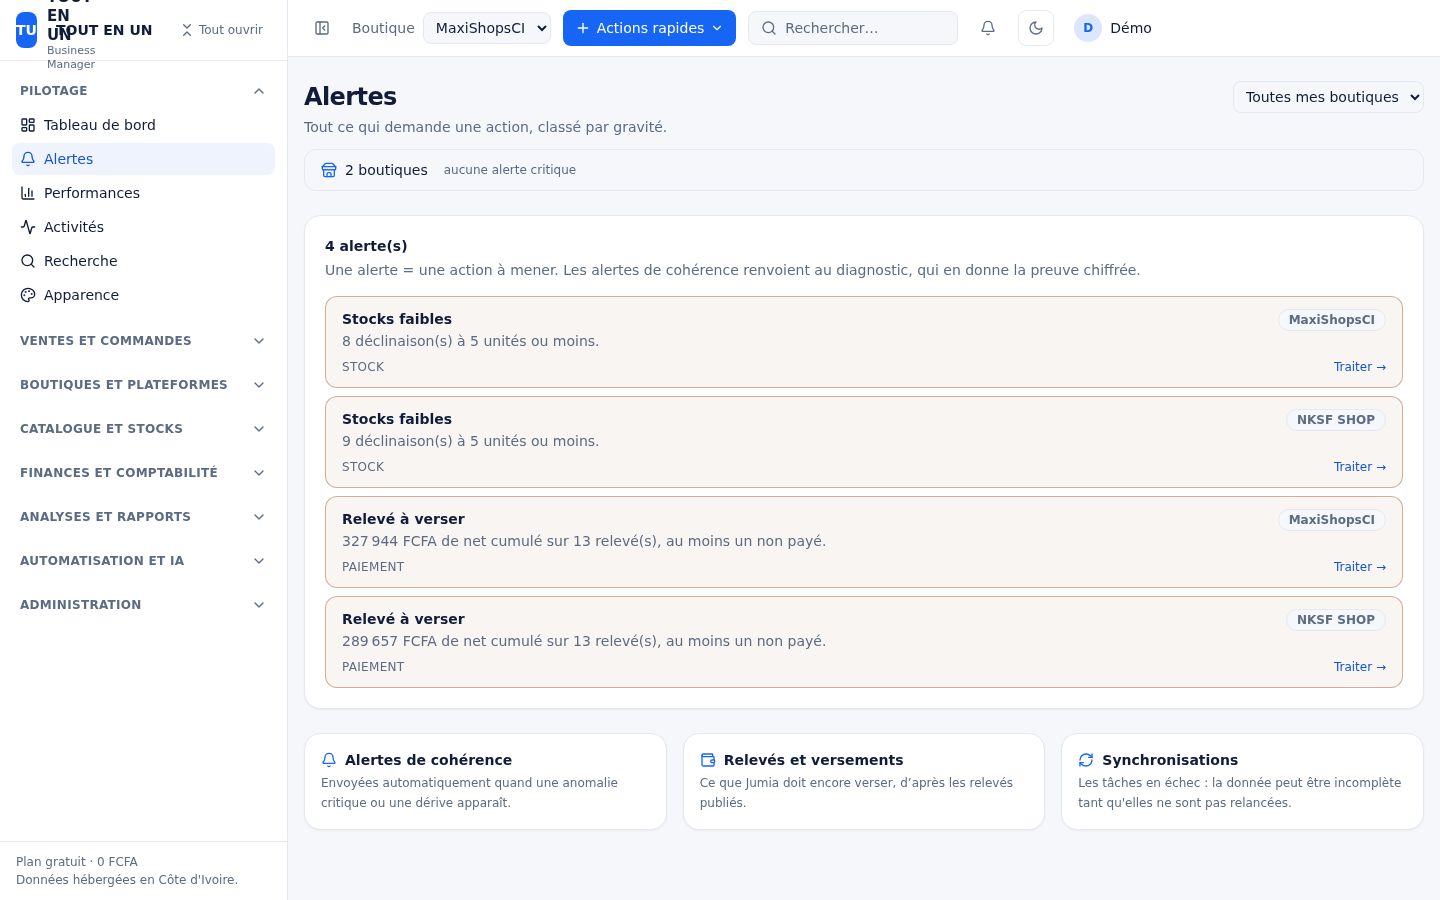 TU
TOUT
EN
UN
TOUT EN UN
Business
Manager
Tout ouvrir
Boutique
MaxiShopsCI
Actions rapides
Rechercher…
D
Démo
PILOTAGE
Tableau de bord
Alertes
Performances
Activités
Recherche
Apparence
VENTES ET COMMANDES
BOUTIQUES ET PLATEFORMES
CATALOGUE ET STOCKS
FINANCES ET COMPTABILITÉ
ANALYSES ET RAPPORTS
AUTOMATISATION ET IA
ADMINISTRATION
Plan gratuit · 0 FCFA
Données hébergées en Côte d'Ivoire.
Alertes
Toutes mes boutiques
Tout ce qui demande une action, classé par gravité.
2 boutiques aucune alerte critique
4 alerte(s)
Une alerte = une action à mener. Les alertes de cohérence renvoient au diagnostic, qui en donne la preuve chiffrée.
Stocks faibles
MaxiShopsCI
8 déclinaison(s) à 5 unités ou moins.
STOCK
Traiter →
Stocks faibles
NKSF SHOP
9 déclinaison(s) à 5 unités ou moins.
STOCK
Traiter →
Relevé à verser
MaxiShopsCI
327 944 FCFA de net cumulé sur 13 relevé(s), au moins un non payé.
PAIEMENT
Traiter →
Relevé à verser
NKSF SHOP
289 657 FCFA de net cumulé sur 13 relevé(s), au moins un non payé.
PAIEMENT
Traiter →
Alertes de cohérence
Envoyées automatiquement quand une anomalie
critique ou une dérive apparaît.
Relevés et versements
Ce que Jumia doit encore verser, d’après les relevés
publiés.
Synchronisations
Les tâches en échec : la donnée peut être incomplète
tant qu'elles ne sont pas relancées.